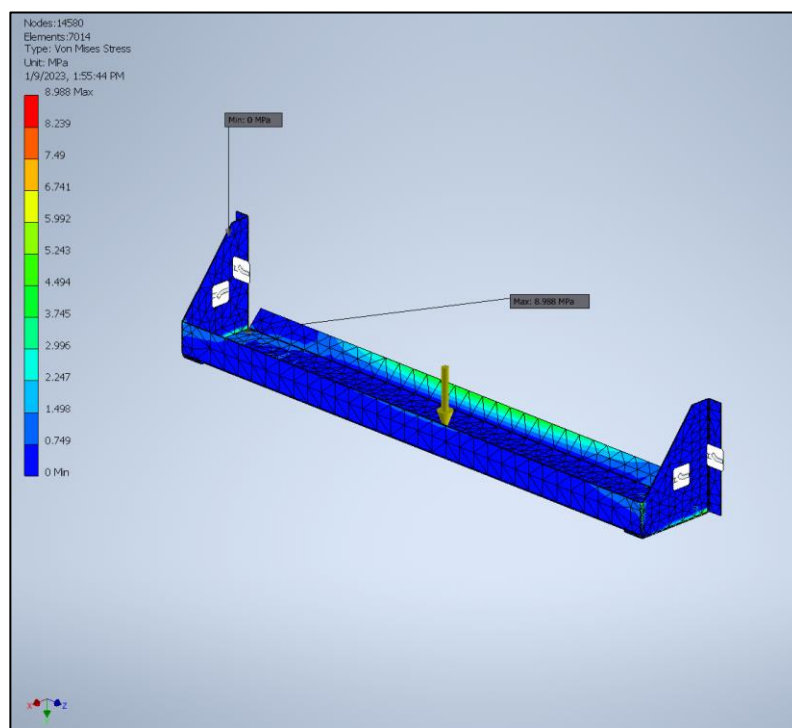 Nodes:14580
Elements:7014
Type: Von Mises Stress
Unit: MPa
1/9/2023, 1:55:44 PM
8.988 Max
8.239
7.49
6.741
5.992
5.243
4.494
3.745
2.996
2.247
1.498
0.749
0 Min
Min: 0 MPa
Max: 8.988 MPa
X
Z